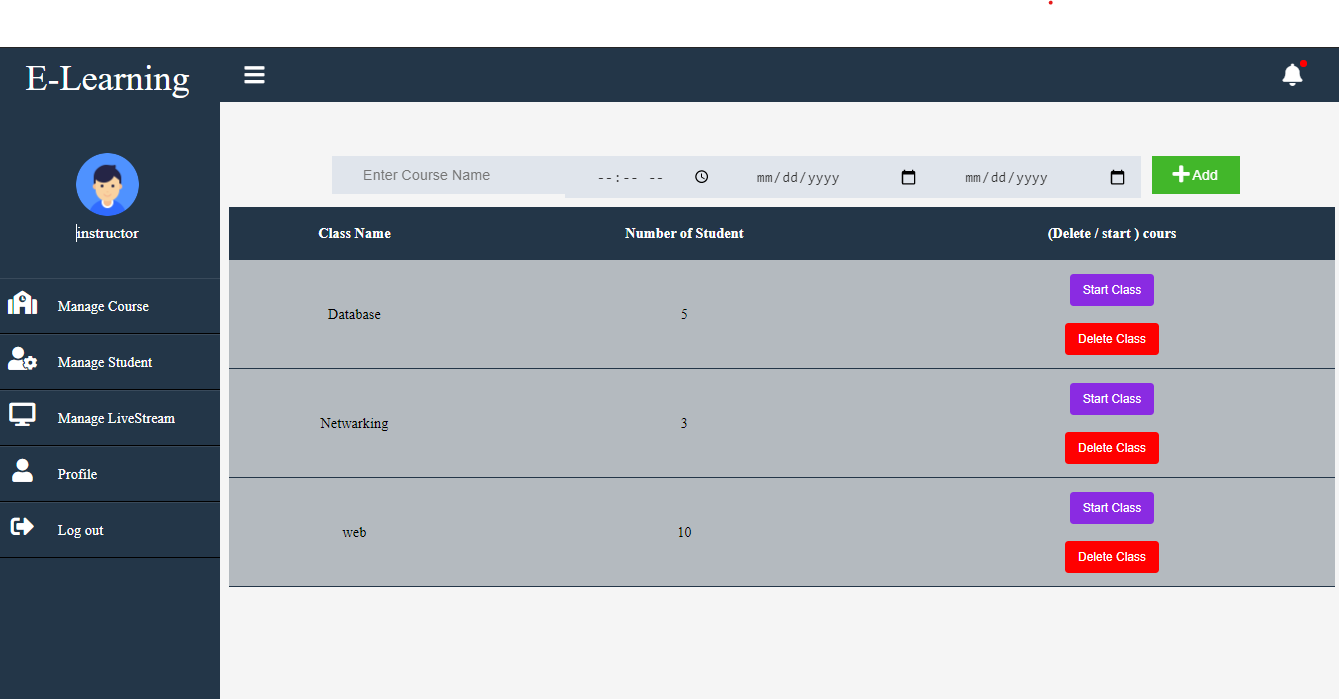 E-Learning
instructor
Manage Course
Manage Student
Manage LiveStream
Profile
Log out
Enter Course Name --:-- -- mm/dd/yyyy mm/dd/yyyy Add
Class Name Number of Student (Delete / start ) cours
Database 5 Start Class
Delete Class
Netwarking 3 Start Class
Delete Class
web 10 Start Class
Delete Class